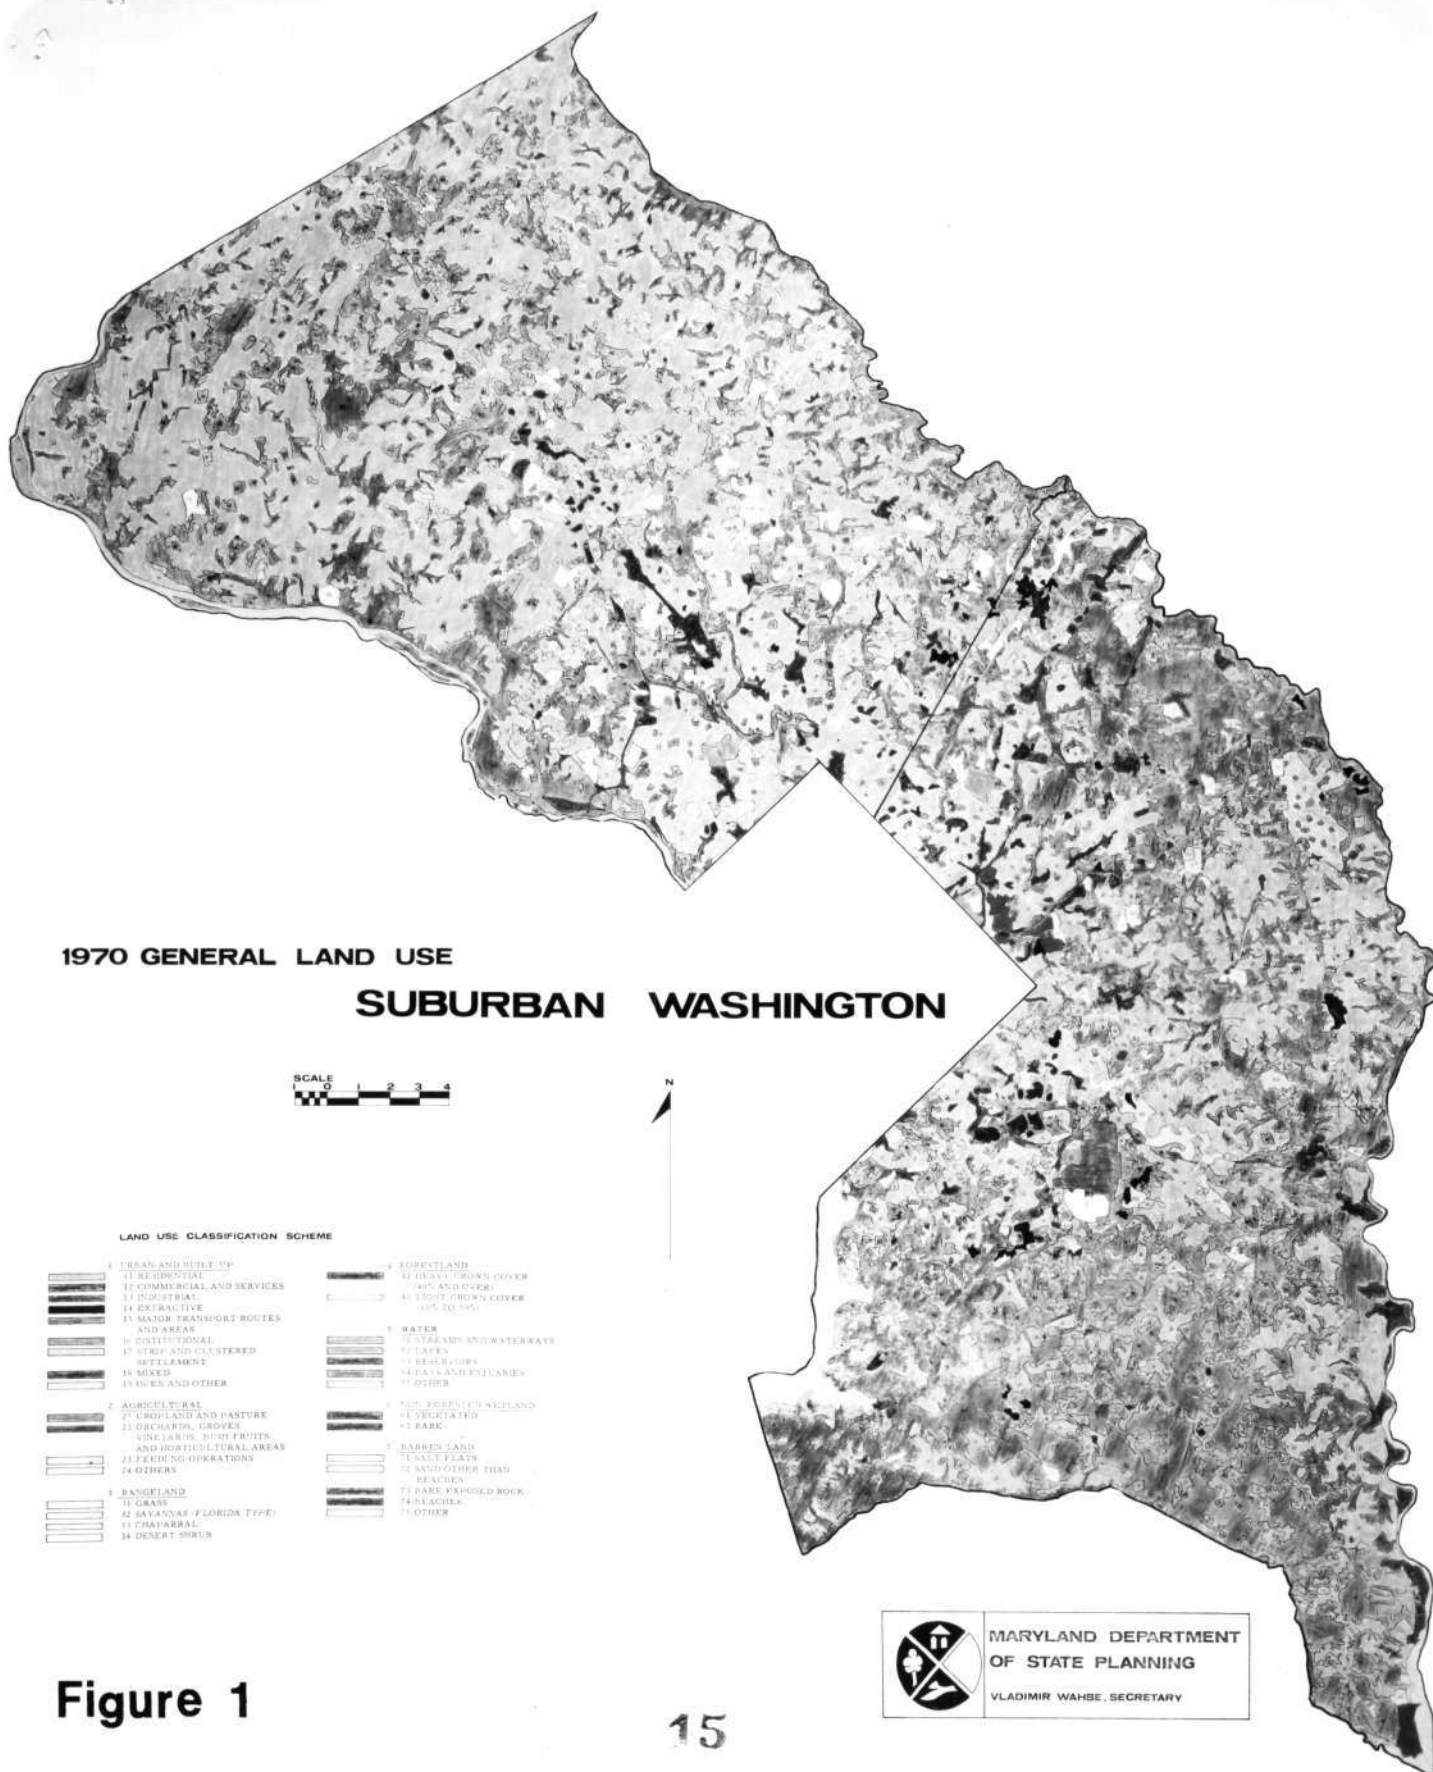 1970 GENERAL LAND USE
SUBURBAN WASHINGTON
SCALE
1 0 1 2 3 4
N
LAND USE CLASSIFICATION SCHEME
1 URBAN AND BUILT-UP
11 RESIDENTIAL
12 COMMERCIAL AND SERVICES
13 INDUSTRIAL
14 EXTRACTIVE
15 MAJOR TRANSPORT ROUTES
AND AREAS
16 INSTITUTIONAL
17 STRIP AND CLUSTERED
SETTLEMENT
18 MIXED
19 OPEN AND OTHER
2 AGRICULTURAL
21 CROPLAND AND PASTURE
22 ORCHARDS, GROVES,
VINEYARDS, BUSH FRUITS
AND HORTICULTURAL AREAS
23 FEEDING OPERATIONS
24 OTHERS
3 RANGELAND
31 GRASS
32 SAVANNAS (FLORIDA TYPE)
33 CHAPARRAL
34 DESERT SHRUB
4 FORESTLAND
41 HEAVY CROWN COVER
(40% AND OVER)
42 LIGHT CROWN COVER
(10% TO 39%)
5 WATER
51 STREAMS AND WATERWAYS
52 LAKES
53 RESERVOIRS
54 BAYS AND ESTUARIES
55 OTHER
6 NON-FORESTED WETLAND
61 VEGETATED
62 BARE
7 BARREN LAND
71 SALT FLATS
72 SAND OTHER THAN
BEACHES
73 BARE EXPOSED ROCK
74 BEACHES
75 OTHER
MARYLAND DEPARTMENT
OF STATE PLANNING
VLADIMIR WAHBE, SECRETARY
Figure 1
15